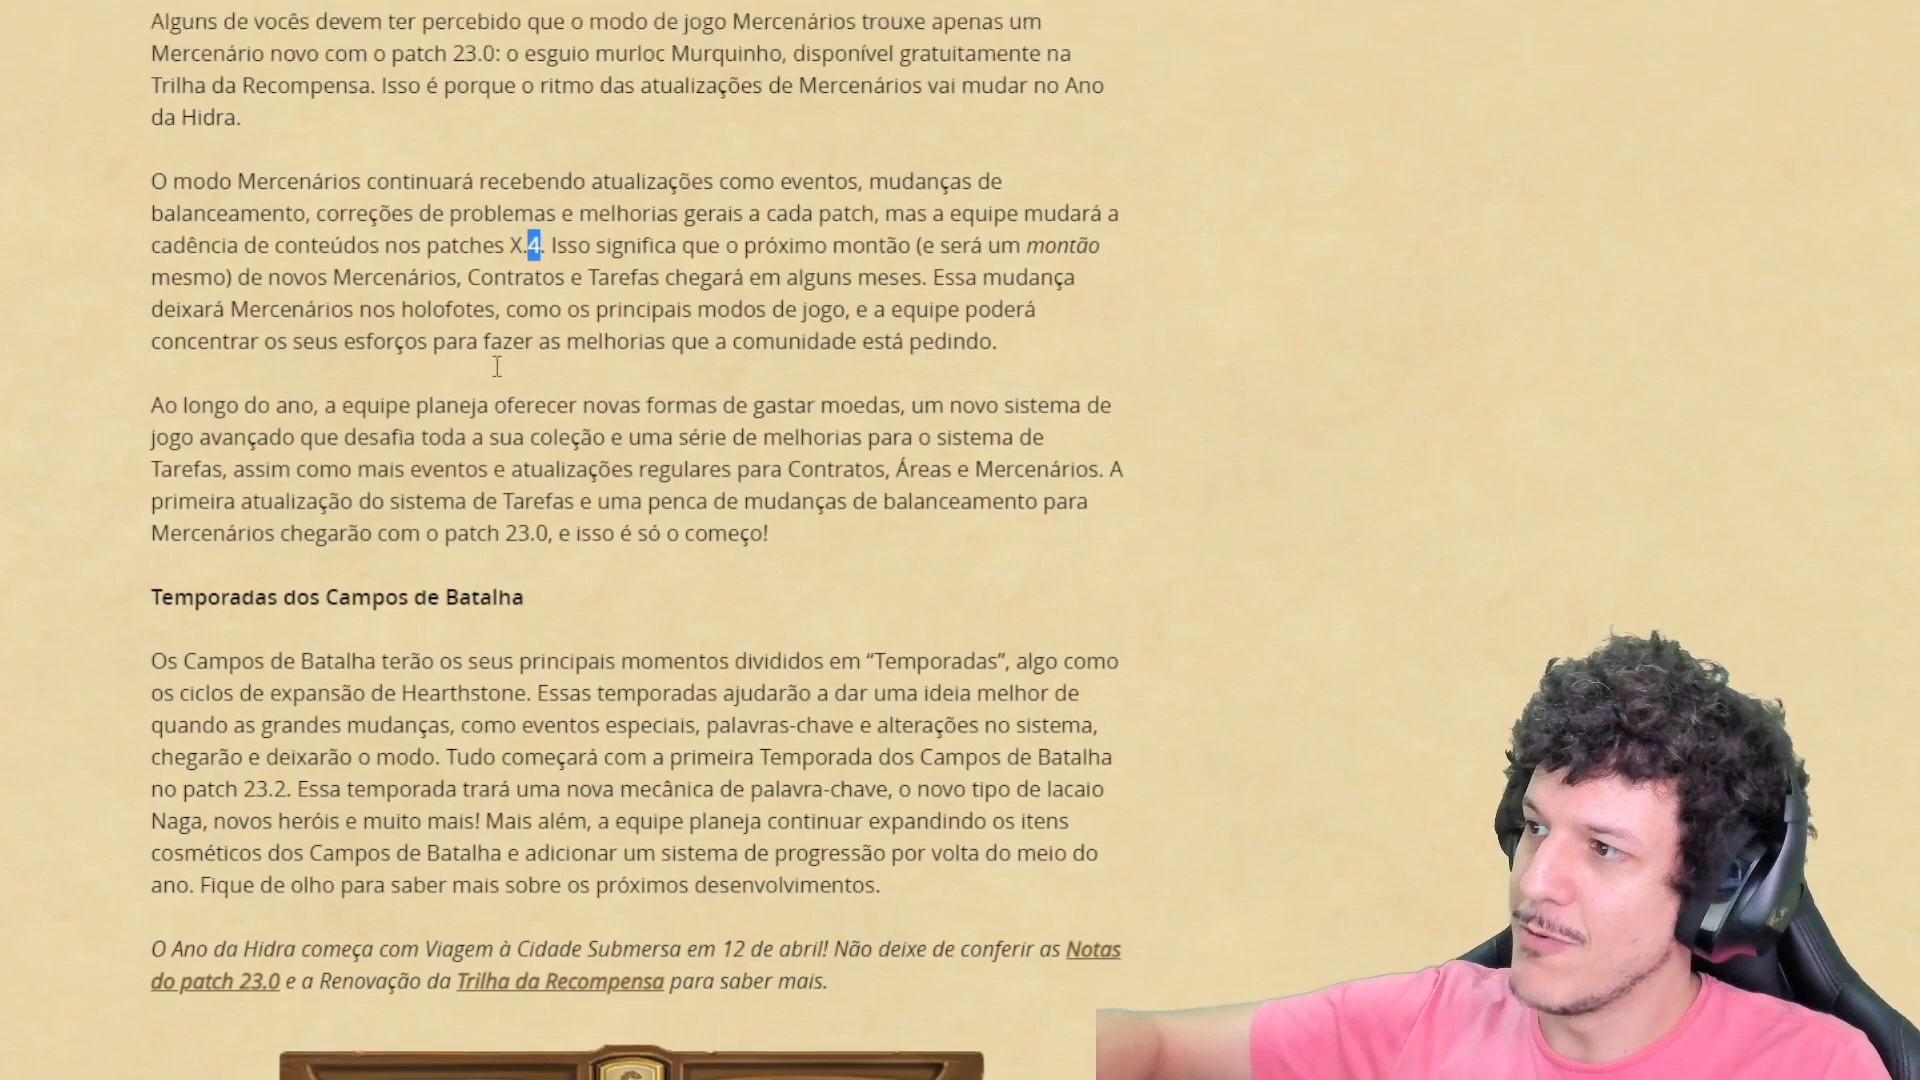 Alguns de vocês devem ter percebido que o modo de jogo Mercenários trouxe apenas um
Mercenário novo com o patch 23.0: o esguio murloc Murquinho, disponível gratuitamente na
Trilha da Recompensa. Isso é porque o ritmo das atualizações de Mercenários vai mudar no Ano
da Hidra.
O modo Mercenários continuará recebendo atualizações como eventos, mudanças de
balanceamento, correções de problemas e melhorias gerais a cada patch, mas a equipe mudará a
cadência de conteúdos nos patches X.4. Isso significa que o próximo montão (e será um montão
mesmo) de novos Mercenários, Contratos e Tarefas chegará em alguns meses. Essa mudança
deixará Mercenários nos holofotes, como os principais modos de jogo, e a equipe poderá
concentrar os seus esforços para fazer as melhorias que a comunidade está pedindo.
Ao longo do ano, a equipe planeja oferecer novas formas de gastar moedas, um novo sistema de
jogo avançado que desafia toda a sua coleção e uma série de melhorias para o sistema de
Tarefas, assim como mais eventos e atualizações regulares para Contratos, Áreas e Mercenários. A
primeira atualização do sistema de Tarefas e uma penca de mudanças de balanceamento para
Mercenários chegarão com o patch 23.0, e isso é só o começo!
Temporadas dos Campos de Batalha
Os Campos de Batalha terão os seus principais momentos divididos em “Temporadas”, algo como
os ciclos de expansão de Hearthstone. Essas temporadas ajudarão a dar uma ideia melhor de
quando as grandes mudanças, como eventos especiais, palavras-chave e alterações no sistema,
chegarão e deixarão o modo. Tudo começará com a primeira Temporada dos Campos de Batalha
no patch 23.2. Essa temporada trará uma nova mecânica de palavra-chave, o novo tipo de lacaio
Naga, novos heróis e muito mais! Mais além, a equipe planeja continuar expandindo os itens
cosméticos dos Campos de Batalha e adicionar um sistema de progressão por volta do meio do
ano. Fique de olho para saber mais sobre os próximos desenvolvimentos.
O Ano da Hidra começa com Viagem à Cidade Submersa em 12 de abril! Não deixe de conferir as Notas
do patch 23.0 e a Renovação da Trilha da Recompensa para saber mais.